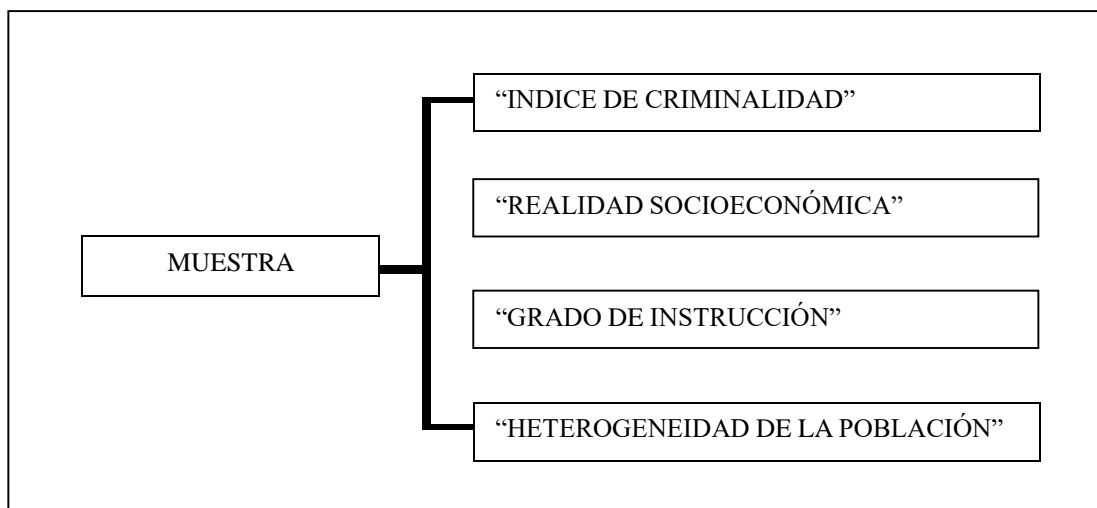 “INDICE DE CRIMINALIDAD”
“REALIDAD SOCIOECONÓMICA”
MUESTRA
“GRADO DE INSTRUCCIÓN”
“HETEROGENEIDAD DE LA POBLACIÓN”